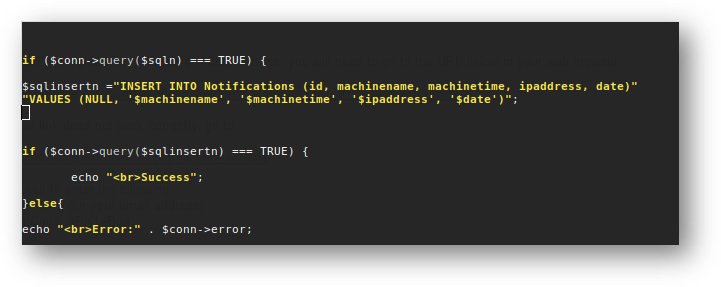 if ($conn->query($sqln) === TRUE) {
$sqlinsertn ="INSERT INTO Notifications (id, machinename, machinetime, ipaddress, date)"
"VALUES (NULL, '$machinename', '$machinetime', '$ipaddress', '$date')";
if ($conn->query($sqlinsertn) === TRUE) {
echo "<br>Success";
}else{
echo "<br>Error:" . $conn->error;